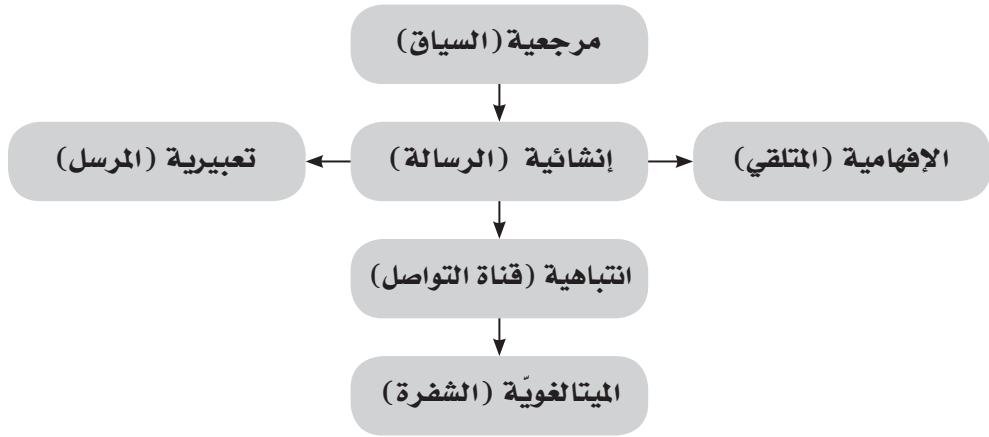 مرجعية (السياق)
الإفهامية (المتلقي)
إنشائية (الرسالة)
تعبيرية (المرسل)
انتباهية (قناة التواصل)
الميتالغويّة (الشفرة)